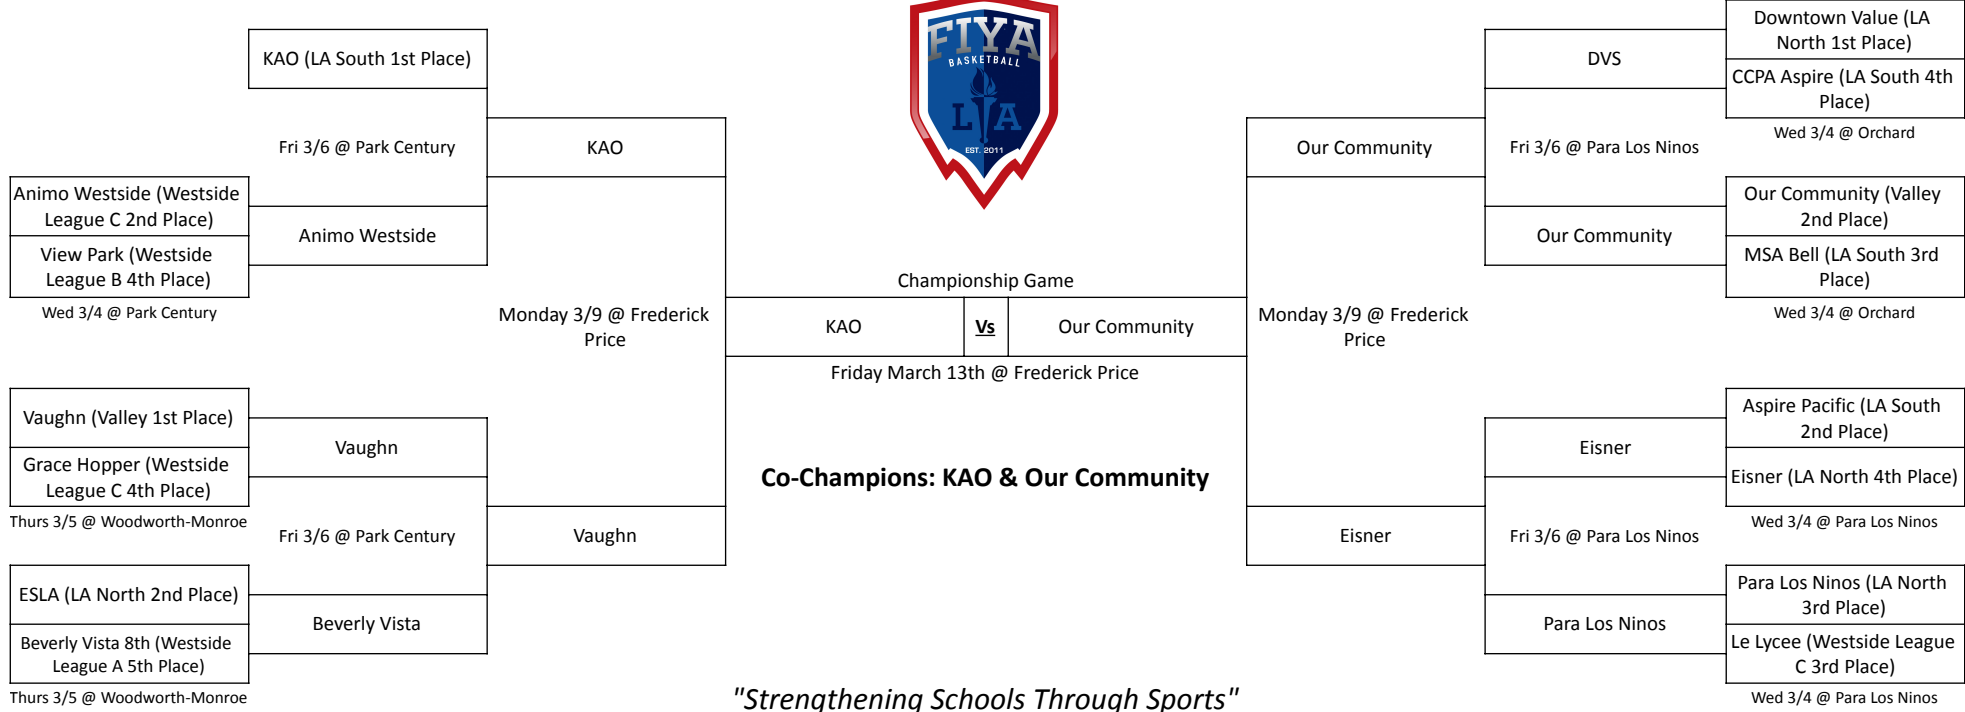 KAO (LA South 1st Place)
Fri 3/6 @ Park Century
Animo Westside (Westside
League C 2nd Place)
View Park (Westside
League B 4th Place)
Wed 3/4 @ Park Century
Animo Westside
KAO
Monday 3/9 @ Frederick
Price
Vaughn (Valley 1st Place)
Grace Hopper (Westside
League C 4th Place)
Thurs 3/5 @ Woodworth-Monroe
Vaughn
Fri 3/6 @ Park Century
Vaughn
ESLA (LA North 2nd Place)
Beverly Vista 8th (Westside
League A 5th Place)
Thurs 3/5 @ Woodworth-Monroe
Beverly Vista
FIYA
BASKETBALL
LA
EST. 2011
Championship Game
KAO
Vs
Our Community
Friday March 13th @ Frederick Price
Co-Champions: KAO & Our Community
"Strengthening Schools Through Sports"
Our Community
Monday 3/9 @ Frederick
Price
Eisner
DVS
Fri 3/6 @ Para Los Ninos
Our Community
Eisner
Fri 3/6 @ Para Los Ninos
Para Los Ninos
Downtown Value (LA
North 1st Place)
CCPA Aspire (LA South 4th
Place)
Wed 3/4 @ Orchard
Our Community (Valley
2nd Place)
MSA Bell (LA South 3rd
Place)
Wed 3/4 @ Orchard
Aspire Pacific (LA South
2nd Place)
Eisner (LA North 4th Place)
Wed 3/4 @ Para Los Ninos
Para Los Ninos (LA North
3rd Place)
Le Lycee (Westside League
C 3rd Place)
Wed 3/4 @ Para Los Ninos